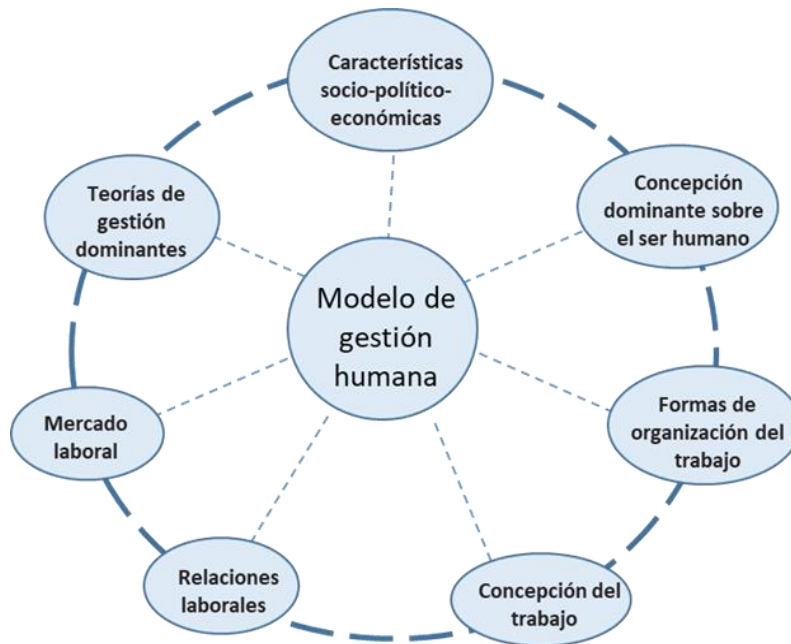 Características
socio-político-
económicas
Concepción
dominante sobre
el ser humano
Formas de
organización del
trabajo
Concepción del
trabajo
Relaciones
laborales
Mercado
laboral
Teorías de
gestión
dominantes
Modelo de
gestión
humana